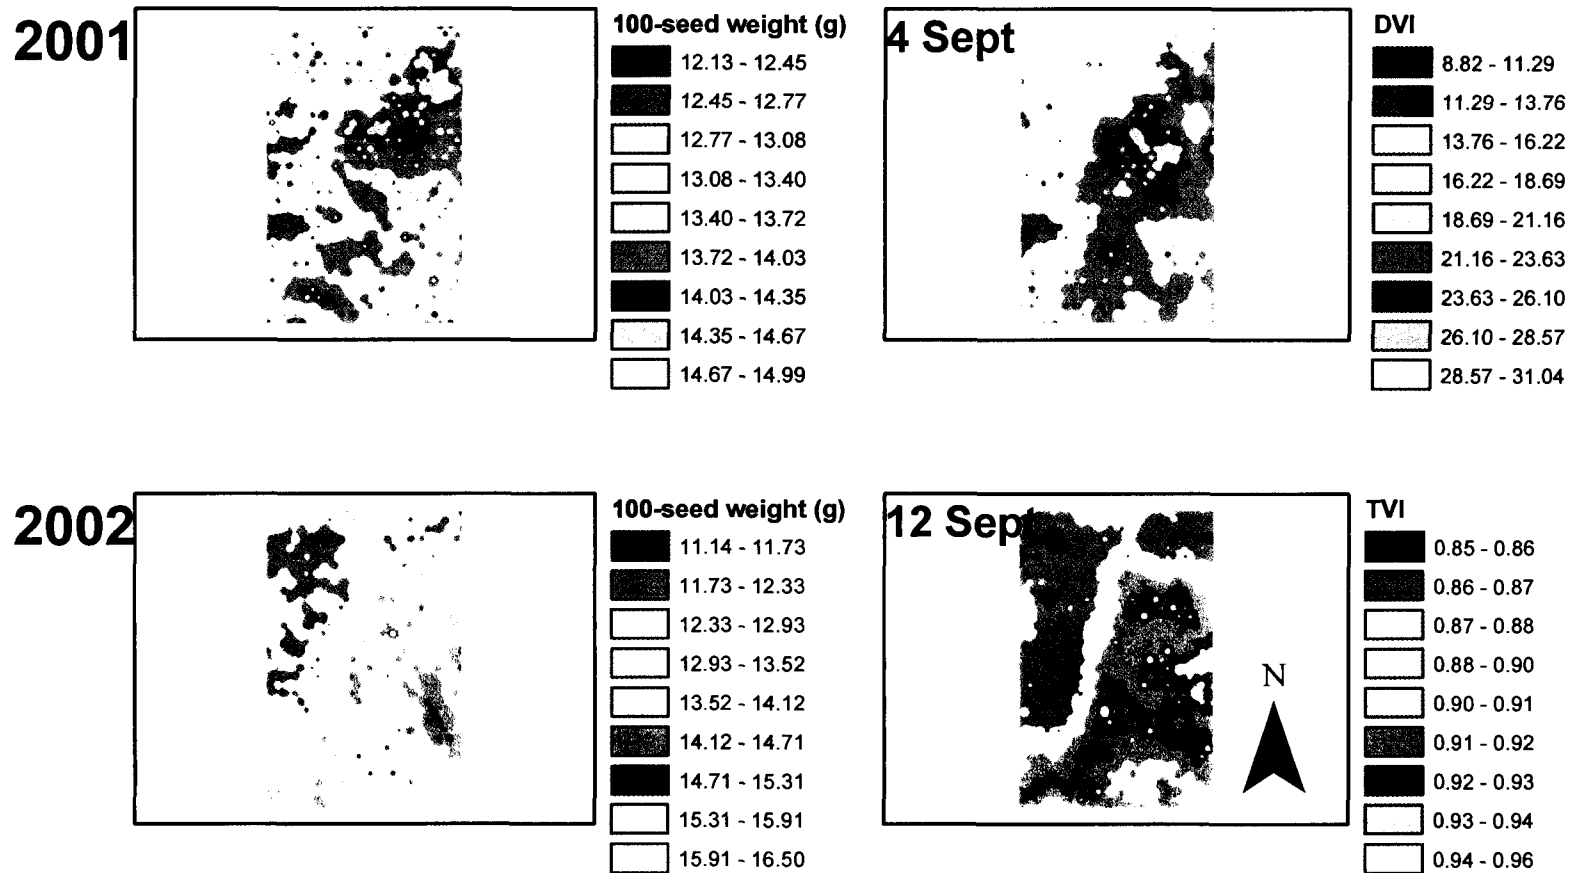 2001
100-seed weight (g)
12.13 - 12.45
12.45 - 12.77
12.77 - 13.08
13.08 - 13.40
13.40 - 13.72
13.72 - 14.03
14.03 - 14.35
14.35 - 14.67
14.67 - 14.99
4 Sept
DVI
8.82 - 11.29
11.29 - 13.76
13.76 - 16.22
16.22 - 18.69
18.69 - 21.16
21.16 - 23.63
23.63 - 26.10
26.10 - 28.57
28.57 - 31.04
2002
100-seed weight (g)
11.14 - 11.73
11.73 - 12.33
12.33 - 12.93
12.93 - 13.52
13.52 - 14.12
14.12 - 14.71
14.71 - 15.31
15.31 - 15.91
15.91 - 16.50
12 Sept
N
TVI
0.85 - 0.86
0.86 - 0.87
0.87 - 0.88
0.88 - 0.90
0.90 - 0.91
0.91 - 0.92
0.92 - 0.93
0.93 - 0.94
0.94 - 0.96